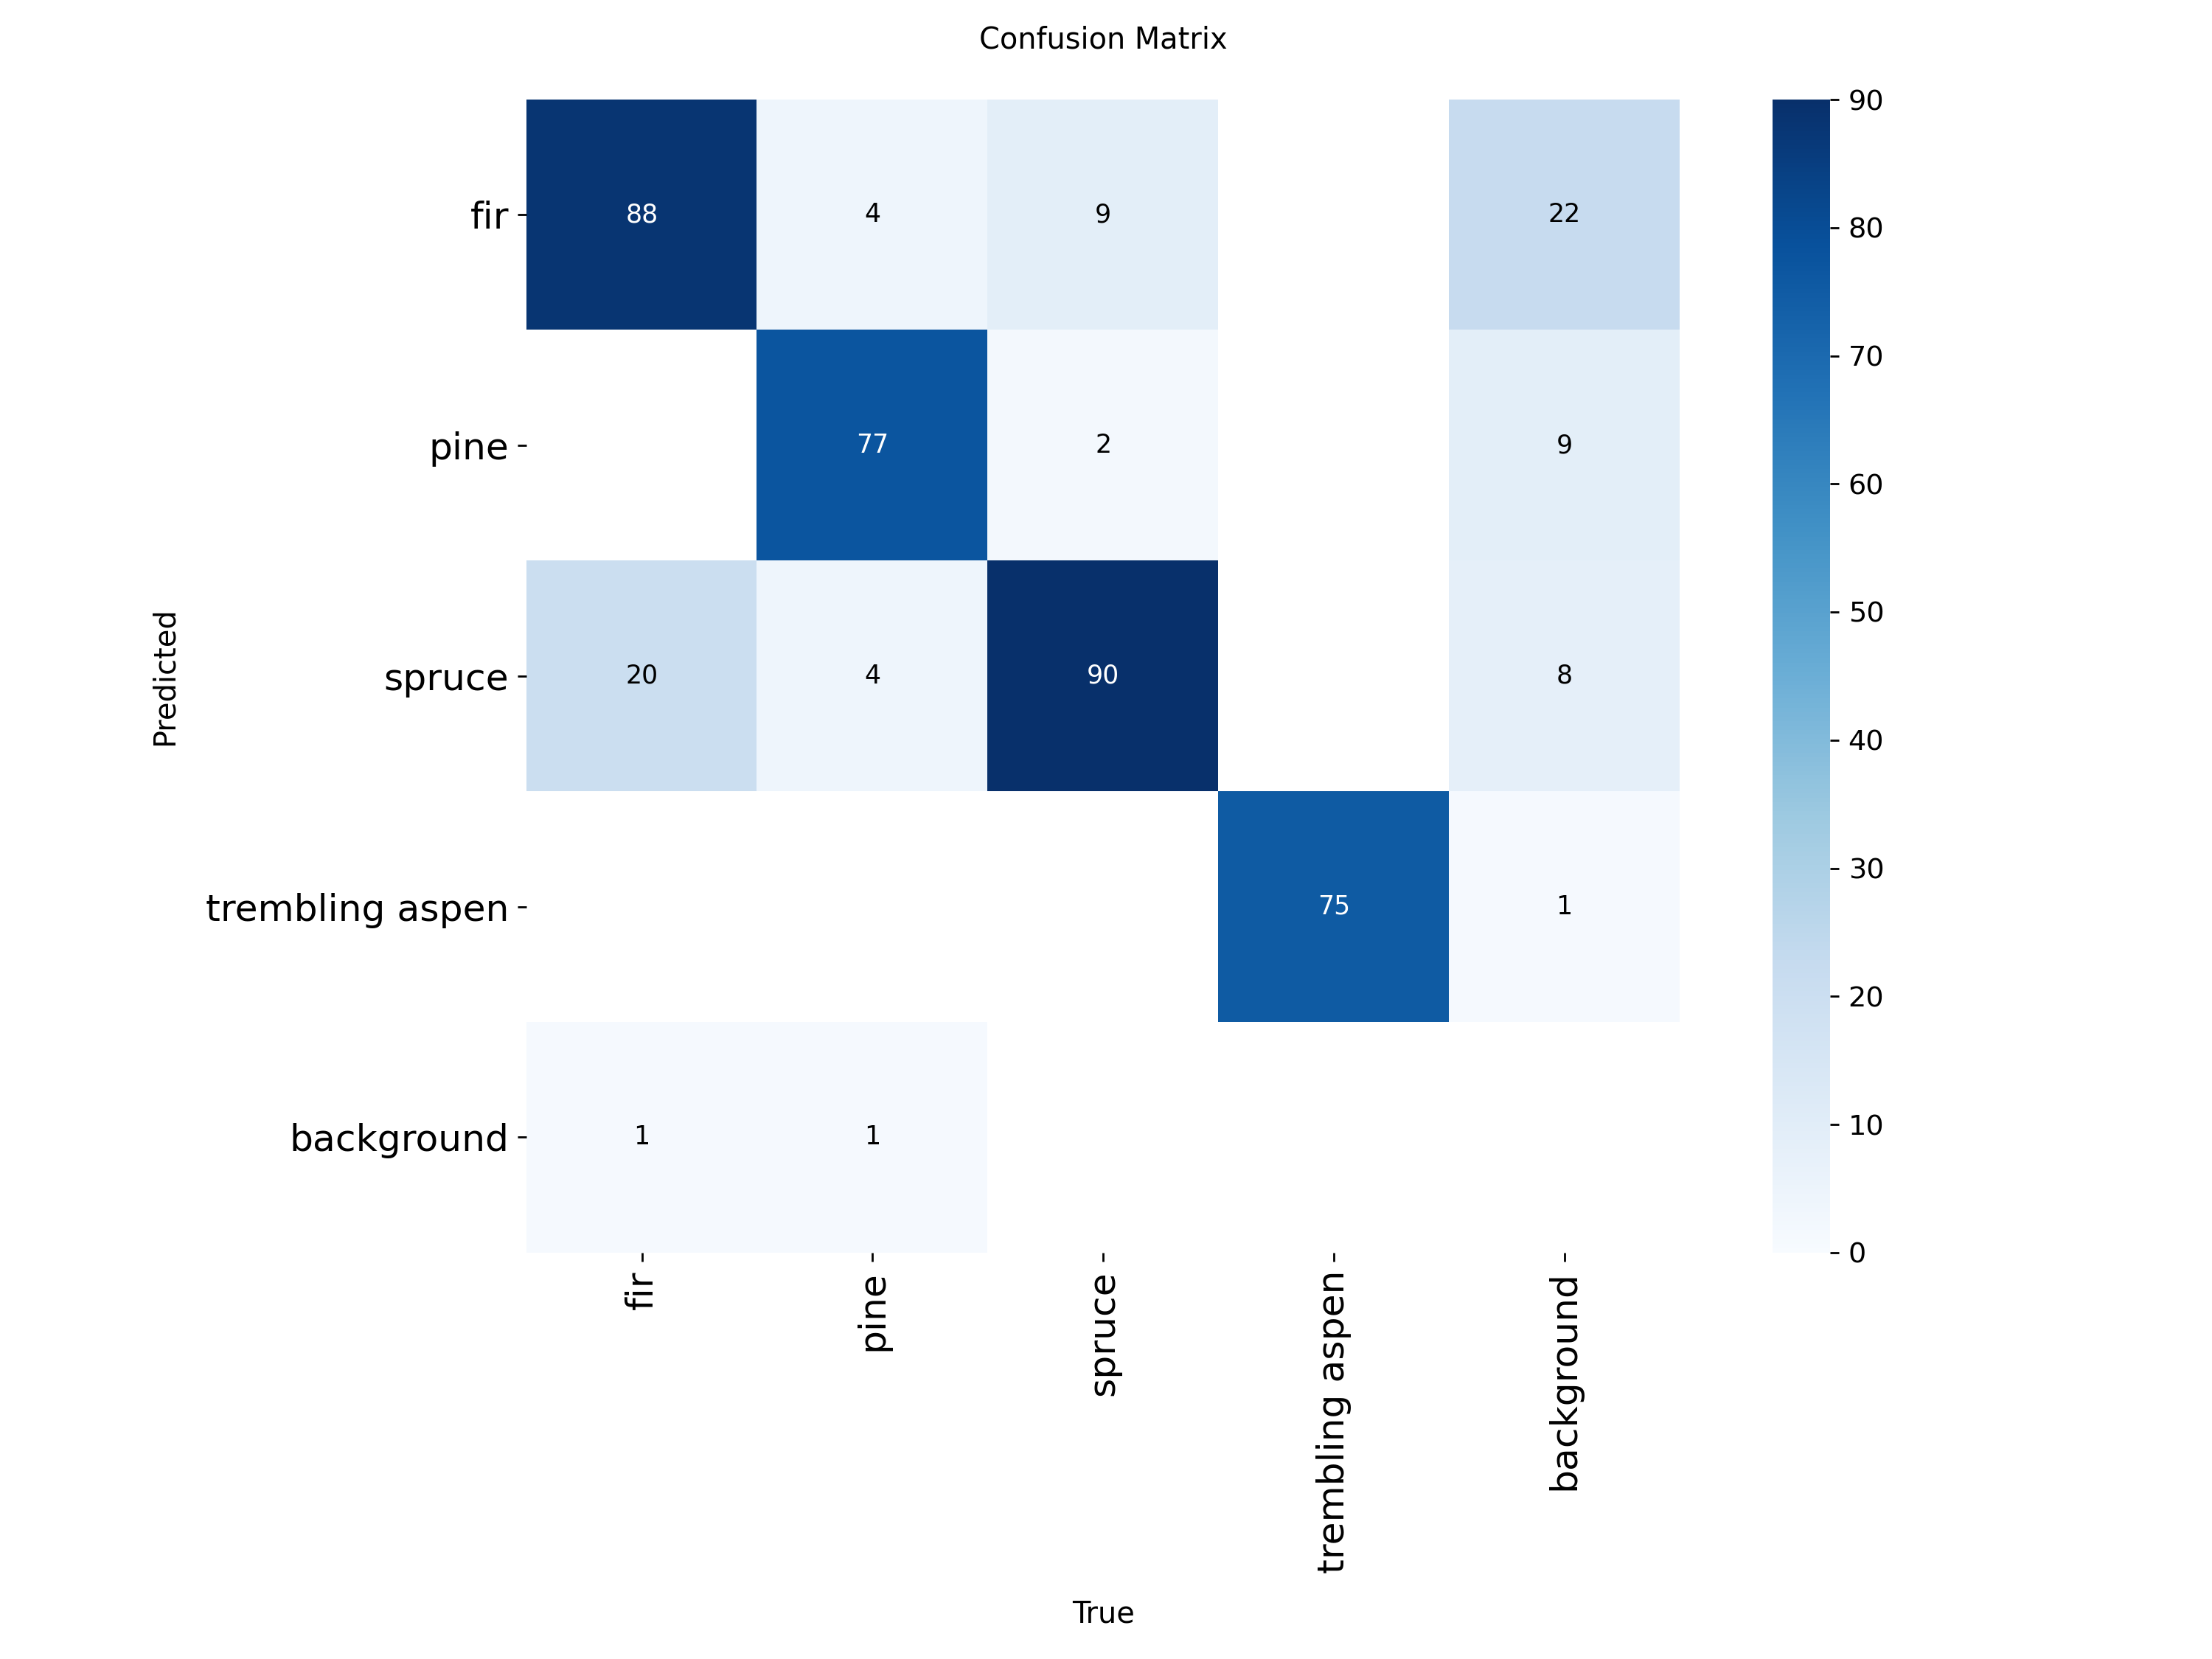 Confusion Matrix
fir
88 4 9 22
pine
77 2 9
spruce
20 4 90 8
trembling aspen
75 1
background
1 1
fir
pine
spruce
trembling aspen
background
Predicted
True
90
80
70
60
50
40
30
20
10
0